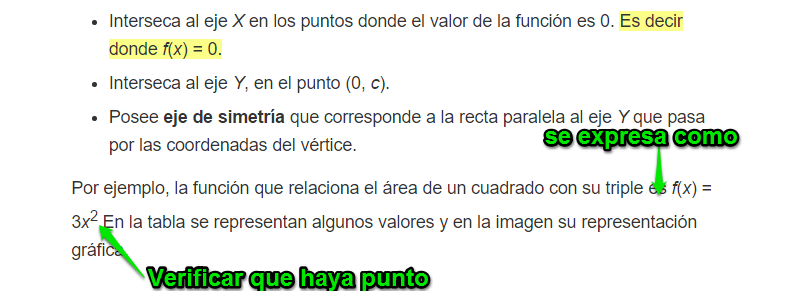 • Interseca al eje X en los puntos donde el valor de la función es 0. Es decir
donde f(x) = 0.
• Interseca al eje Y, en el punto (0, c).
• Posee eje de simetría que corresponde a la recta paralela al eje Y que pasa
por las coordenadas del vértice.
se expresa como
Por ejemplo, la función que relaciona el área de un cuadrado con su triple es f(x) =
3x² En la tabla se representan algunos valores y en la imagen su representación
gráfica
Verificar que haya punto